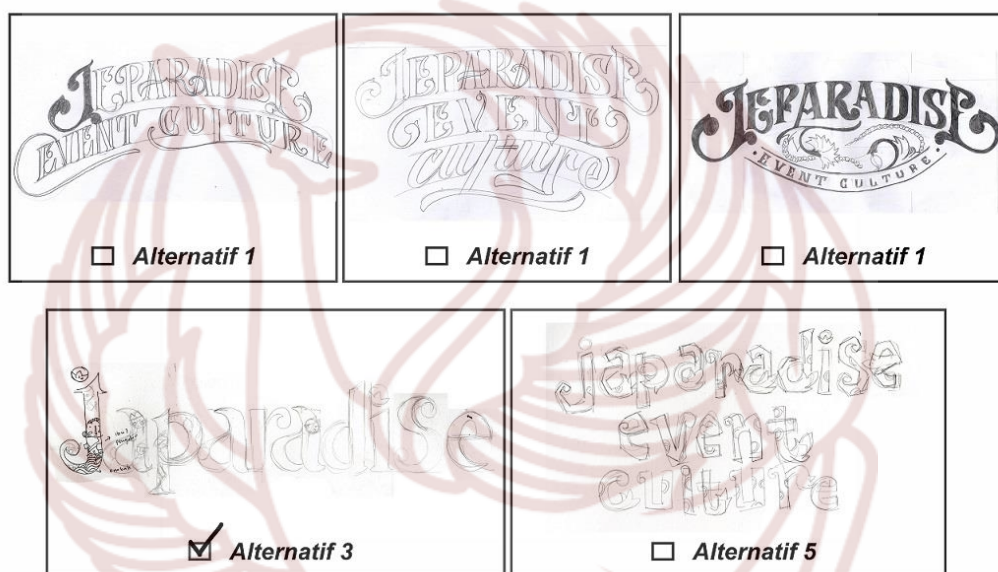 JEPARADISE
EVENT CULTURE
Alternatif 1
JEPARADISE
EVENT
culture
Alternatif 1
JEPARADISE
EVENT CULTURE
Alternatif 1
japaradise
Alternatif 3
japaradise
event
culture
Alternatif 5